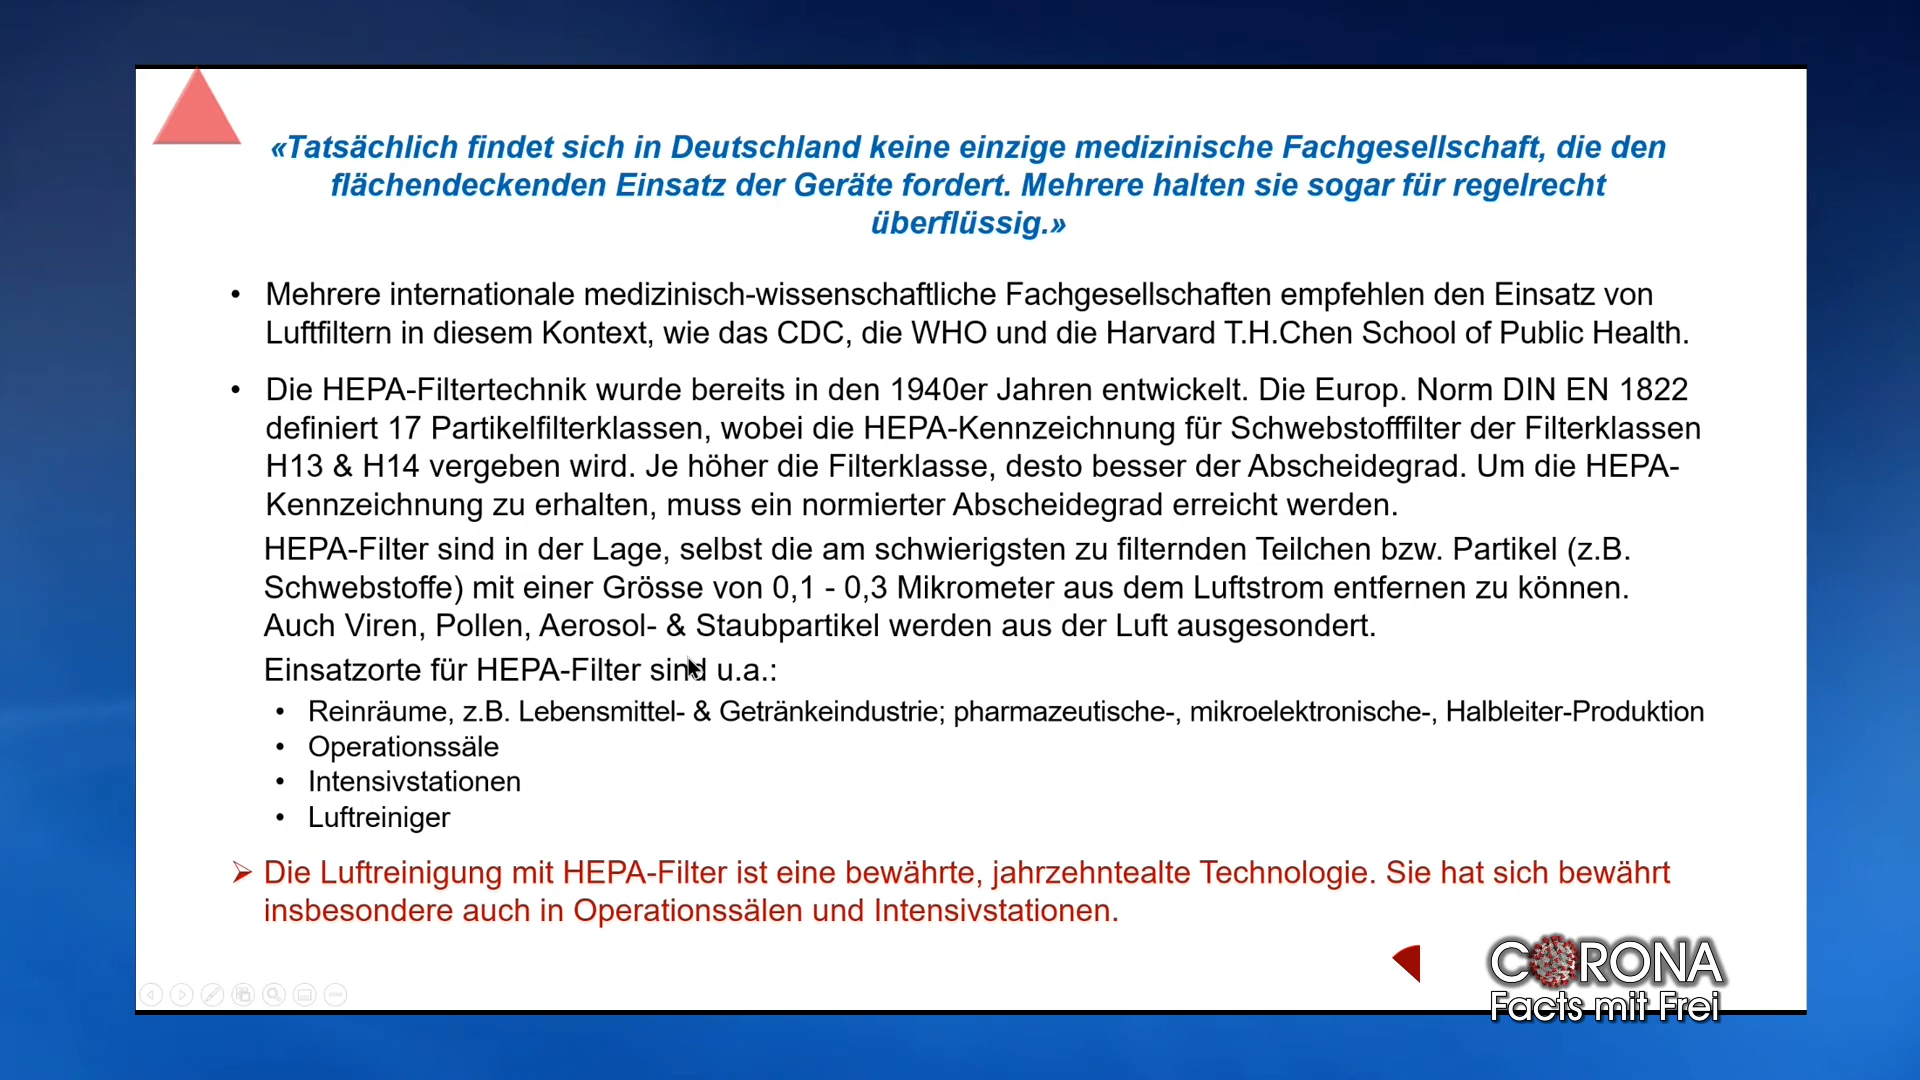 «Tatsächlich findet sich in Deutschland keine einzige medizinische Fachgesellschaft, die den
flächendeckenden Einsatz der Geräte fordert. Mehrere halten sie sogar für regelrecht
überflüssig.»
• Mehrere internationale medizinisch-wissenschaftliche Fachgesellschaften empfehlen den Einsatz von
Luftfiltern in diesem Kontext, wie das CDC, die WHO und die Harvard T.H.Chen School of Public Health.
• Die HEPA-Filtertechnik wurde bereits in den 1940er Jahren entwickelt. Die Europ. Norm DIN EN 1822
definiert 17 Partikelfilterklassen, wobei die HEPA-Kennzeichnung für Schwebstofffilter der Filterklassen
H13 & H14 vergeben wird. Je höher die Filterklasse, desto besser der Abscheidegrad. Um die HEPA-
Kennzeichnung zu erhalten, muss ein normierter Abscheidegrad erreicht werden.
HEPA-Filter sind in der Lage, selbst die am schwierigsten zu filternden Teilchen bzw. Partikel (z.B.
Schwebstoffe) mit einer Grösse von 0,1 - 0,3 Mikrometer aus dem Luftstrom entfernen zu können.
Auch Viren, Pollen, Aerosol- & Staubpartikel werden aus der Luft ausgesondert.
Einsatzorte für HEPA-Filter sind u.a.:
• Reinräume, z.B. Lebensmittel- & Getränkeindustrie; pharmazeutische-, mikroelektronische-, Halbleiter-Produktion
• Operationssäle
• Intensivstationen
• Luftreiniger
➢ Die Luftreinigung mit HEPA-Filter ist eine bewährte, jahrzehntealte Technologie. Sie hat sich bewährt
insbesondere auch in Operationssälen und Intensivstationen.
CORONA
Facts mit Frei